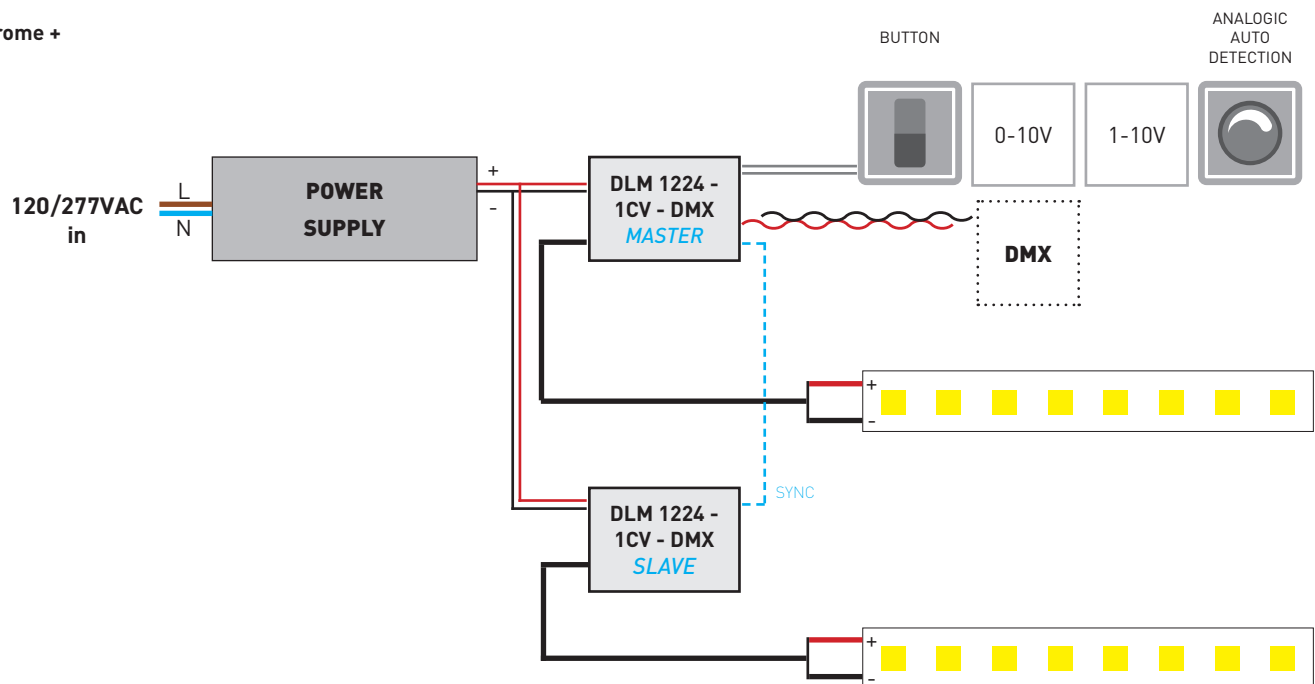 rome +
BUTTON
ANALOGIC
AUTO
DETECTION
0-10V
1-10V
120/277VAC
in
L
N
POWER
SUPPLY
+
-
DLM 1224 -
1CV - DMX
MASTER
DMX
+
-
SYNC
DLM 1224 -
1CV - DMX
SLAVE
+
-